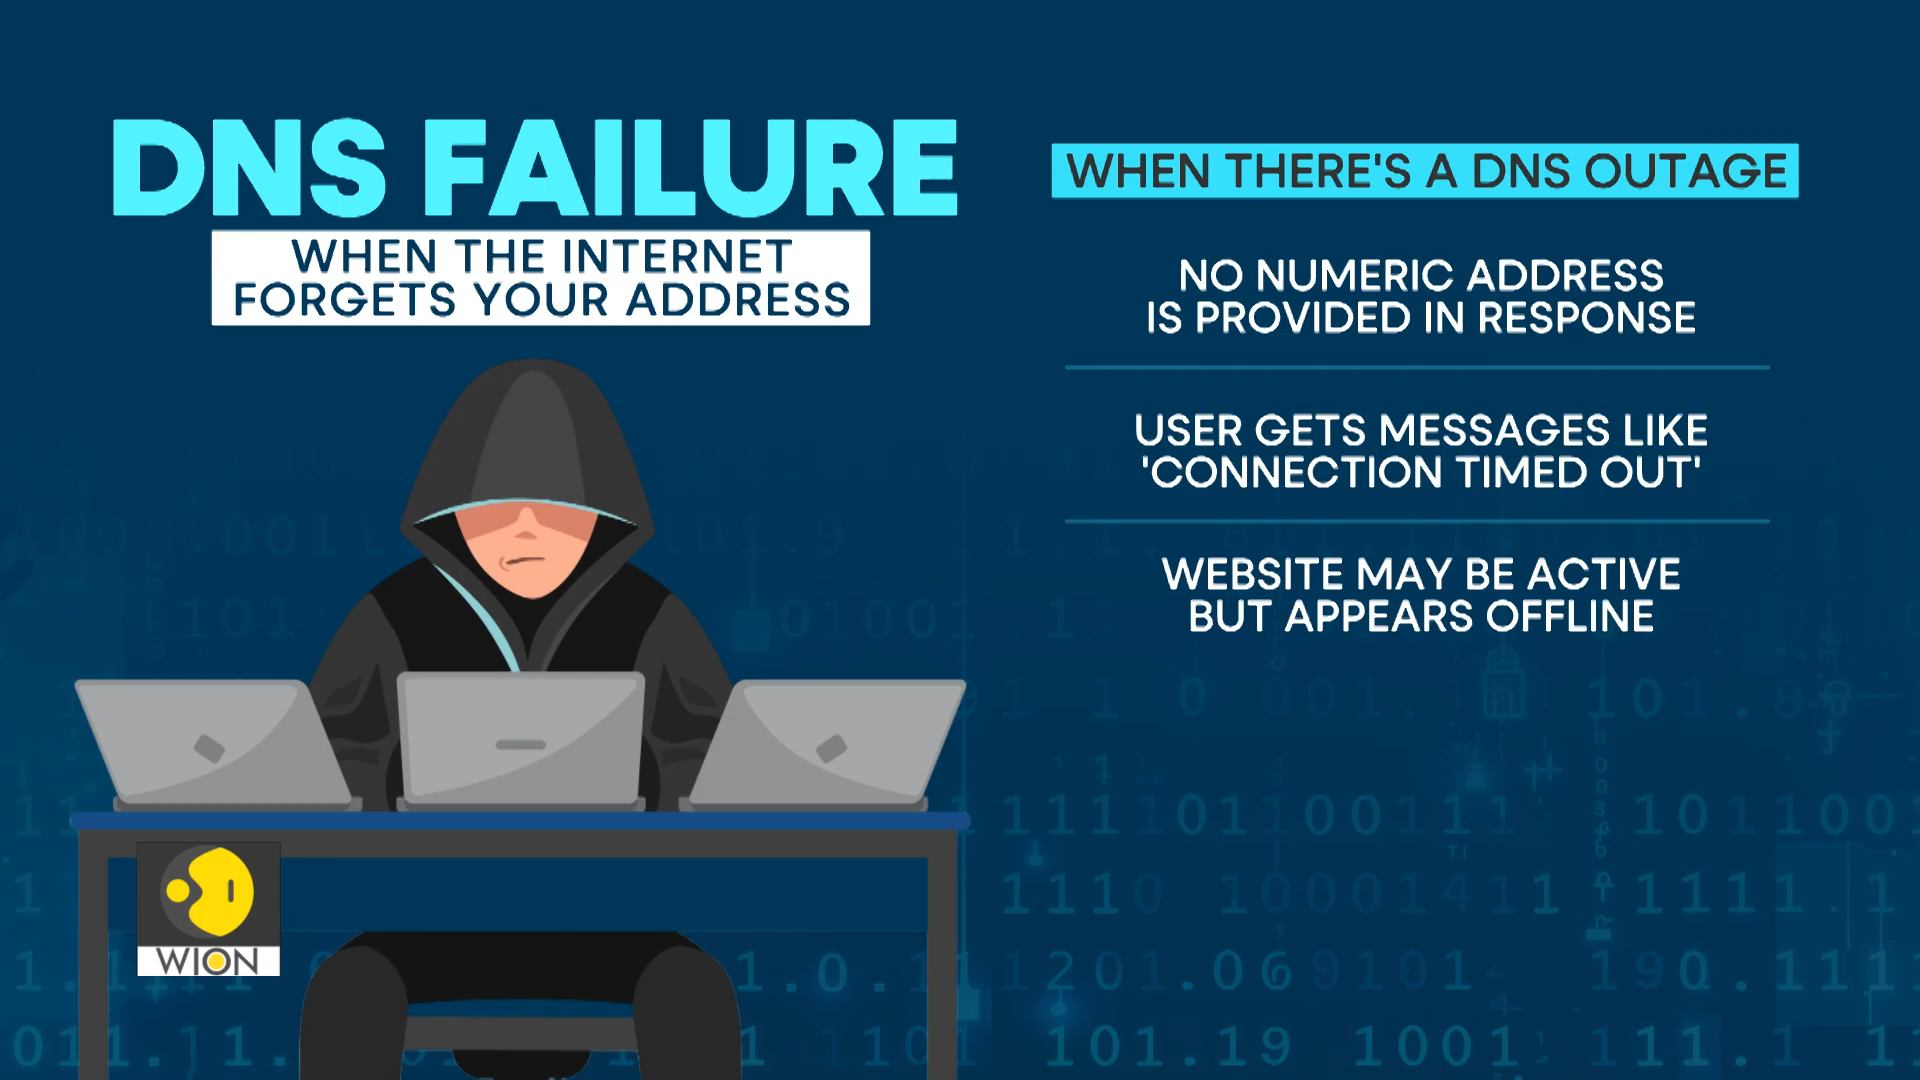 DNS FAILURE
WHEN THE INTERNET
FORGETS YOUR ADDRESS
WHEN THERE'S A DNS OUTAGE
NO NUMERIC ADDRESS
IS PROVIDED IN RESPONSE
USER GETS MESSAGES LIKE
'CONNECTION TIMED OUT'
WEBSITE MAY BE ACTIVE
BUT APPEARS OFFLINE
WION